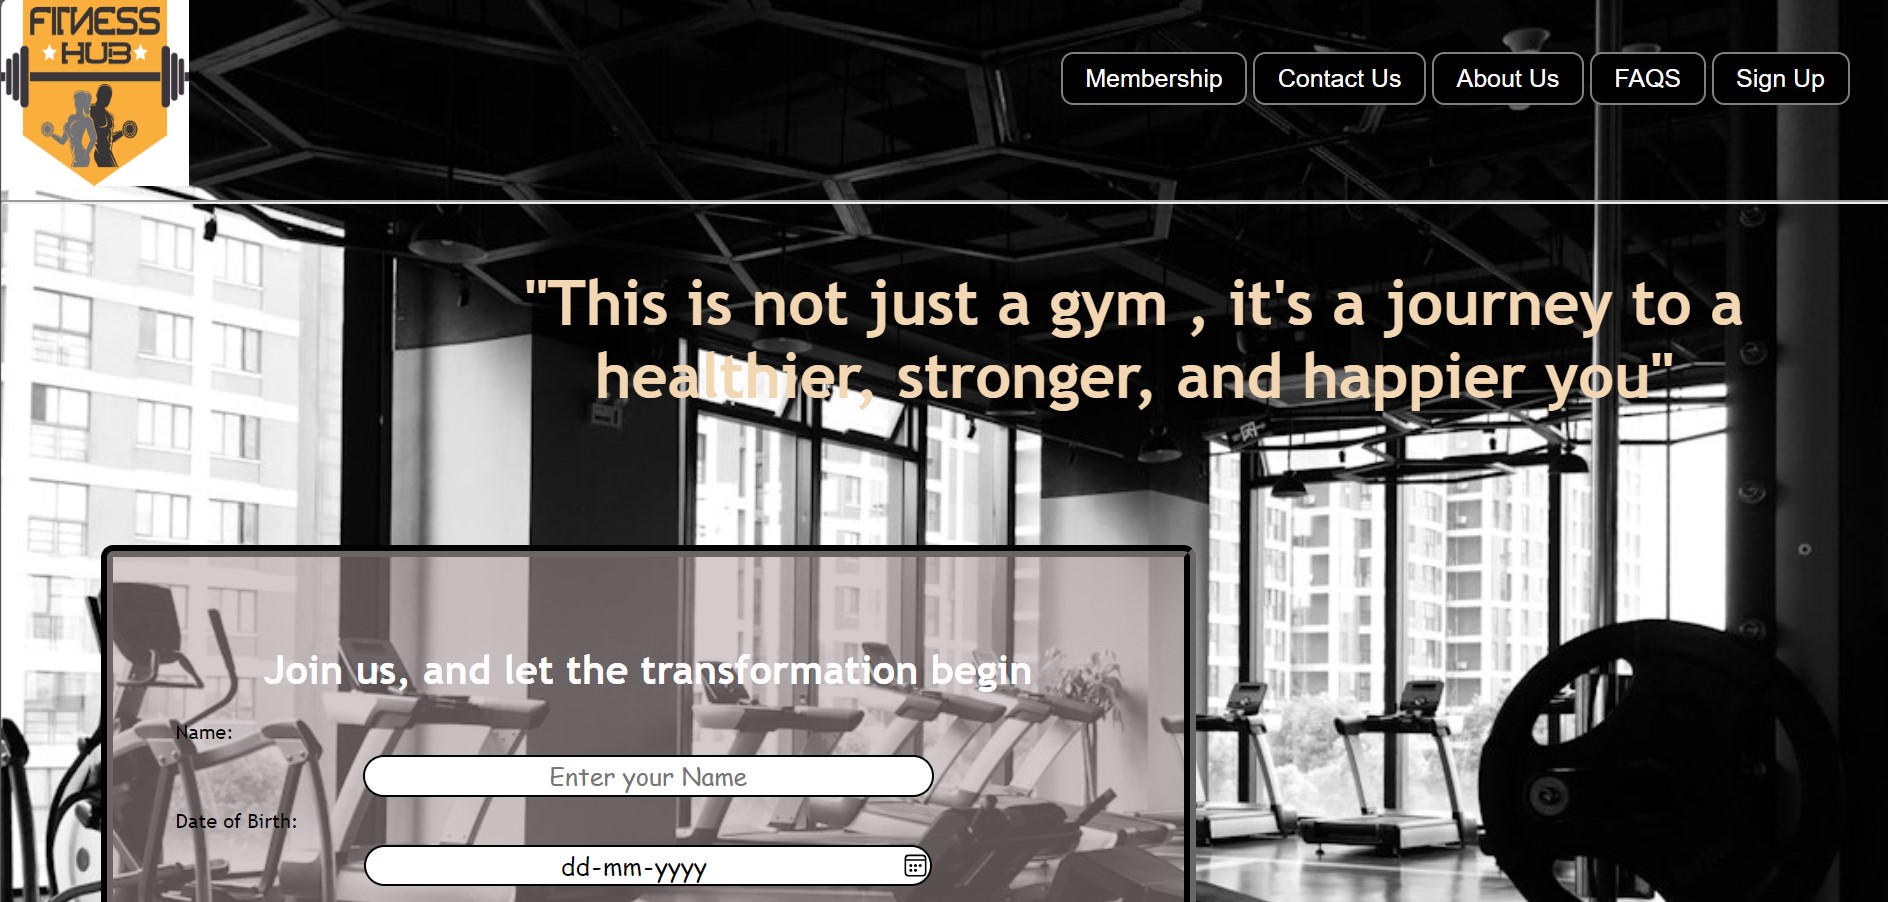 FITNESS
HUB
Membership
Contact Us
About Us
FAQS
Sign Up
"This is not just a gym , it's a journey to a
healthier, stronger, and happier you"
Join us, and let the transformation begin
Name:
Enter your Name
Date of Birth:
dd-mm-yyyy